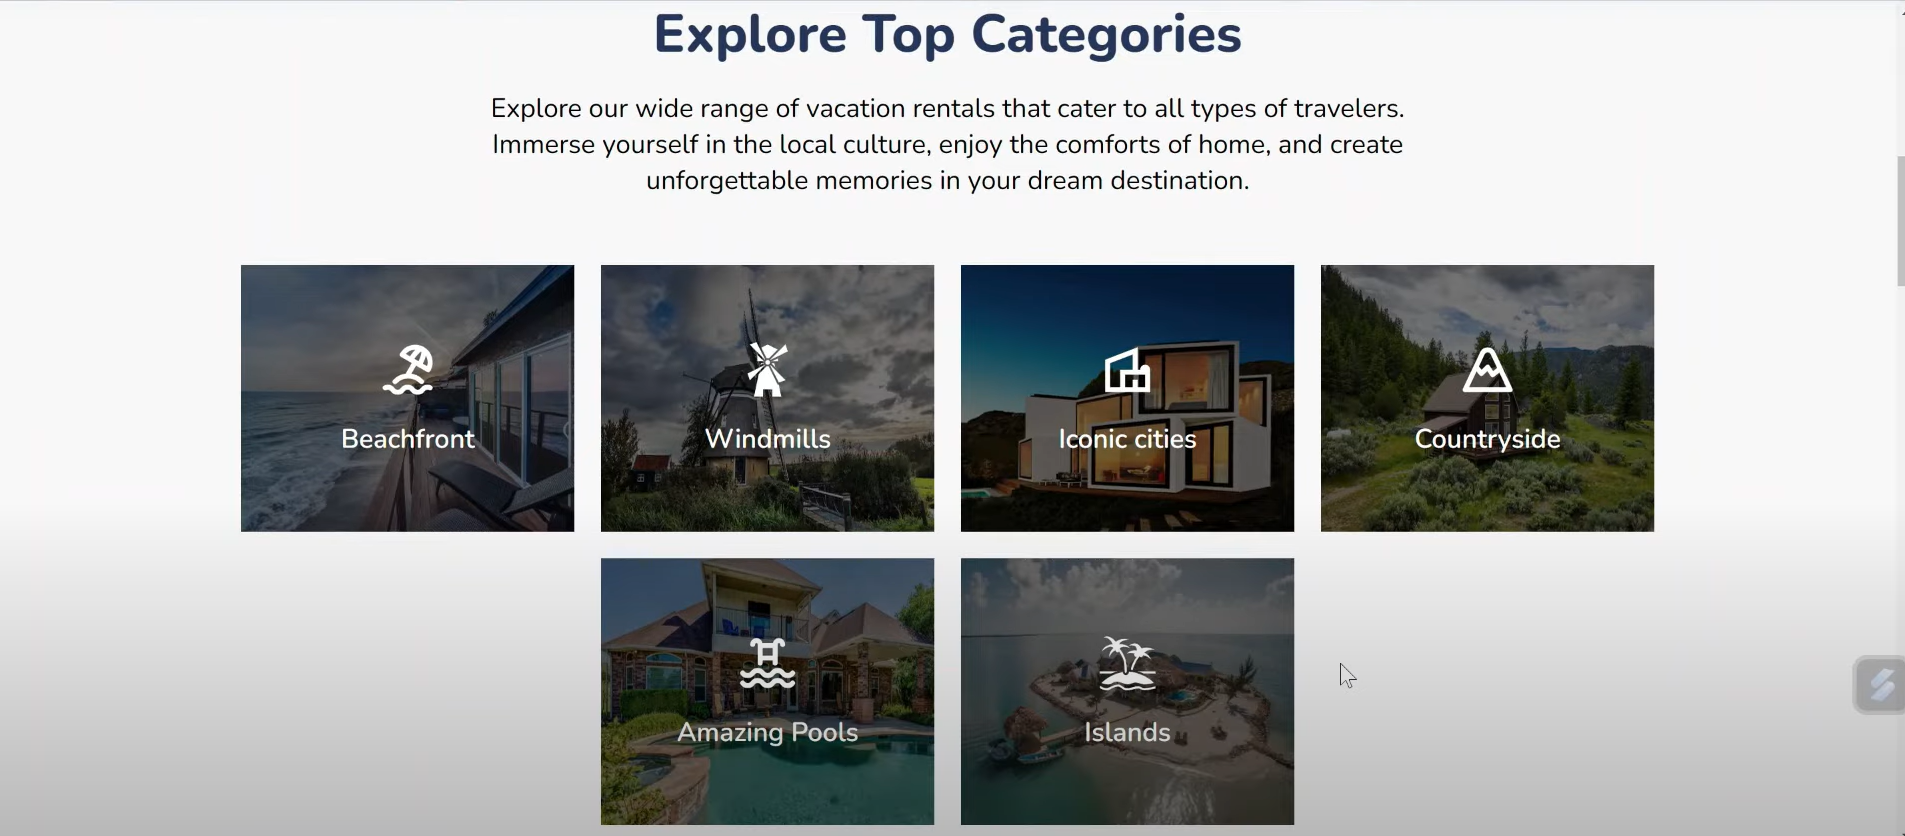 Explore Top Categories
Explore our wide range of vacation rentals that cater to all types of travelers.
Immerse yourself in the local culture, enjoy the comforts of home, and create
unforgettable memories in your dream destination.
Beachfront
Windmills
Iconic cities
Countryside
Amazing Pools
Islands